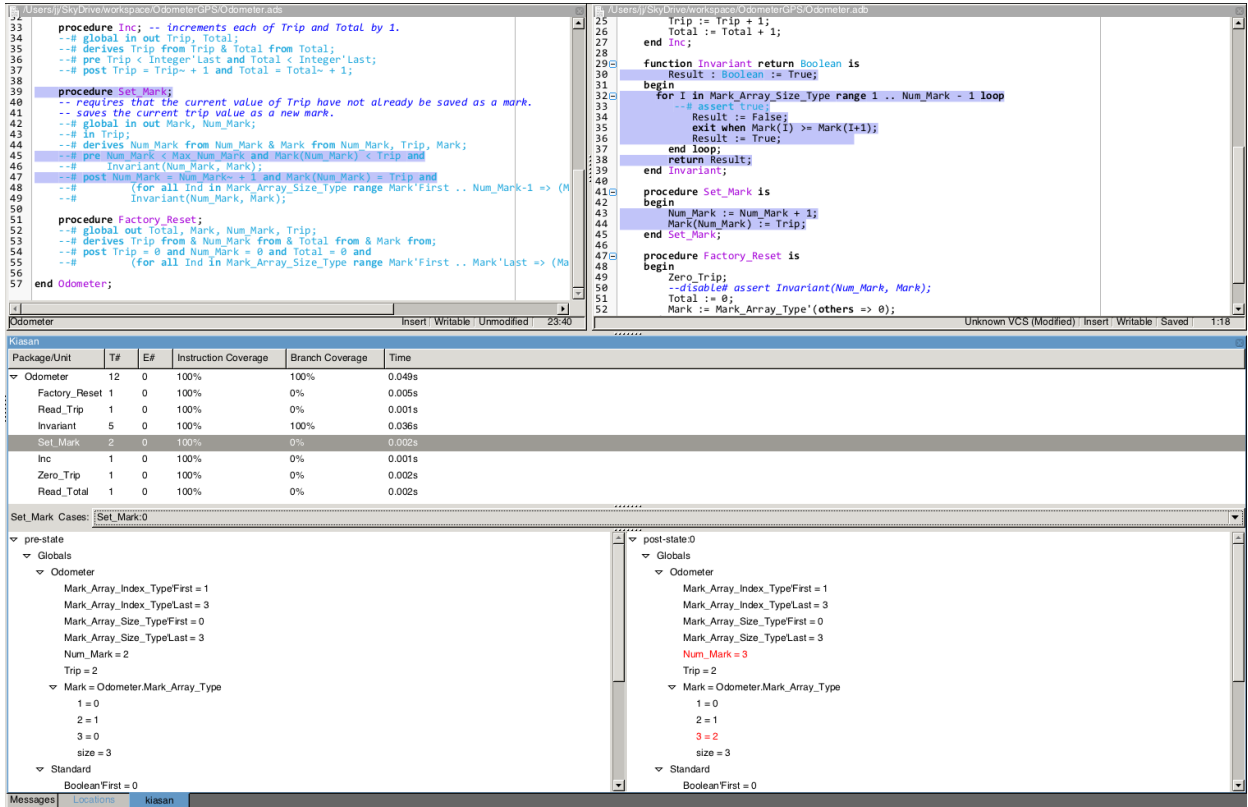 /Users/jj/SkyDrive/workspace/OdometerGPS/Odometer.ads
32
33 procedure Inc; -- increments each of Trip and Total by 1.
34 --# global in out Trip, Total;
35 --# derives Trip from Trip & Total from Total;
36 --# pre Trip < Integer'Last and Total < Integer'Last;
37 --# post Trip = Trip~ + 1 and Total = Total~ + 1;
38
39 procedure Set_Mark;
40 -- requires that the current value of Trip have not already be saved as a mark.
41 -- saves the current trip value as a new mark.
42 --# global in out Mark, Num_Mark;
43 --# in Trip;
44 --# derives Num_Mark from Num_Mark & Mark from Num_Mark, Trip, Mark;
45 --# pre Num_Mark < Max_Num_Mark and Mark(Num_Mark) < Trip and
46 --# Invariant(Num_Mark, Mark);
47 --# post Num_Mark = Num_Mark~ + 1 and Mark(Num_Mark) = Trip and
48 --# (for all Ind in Mark_Array_Size_Type range Mark'First .. Num_Mark-1 => (M
49 --# Invariant(Num_Mark, Mark);
50
51 procedure Factory_Reset;
52 --# global out Total, Mark, Num_Mark, Trip;
53 --# derives Trip from & Num_Mark from & Total from & Mark from;
54 --# post Trip = 0 and Num_Mark = 0 and Total = 0 and
55 --# (for all Ind in Mark_Array_Size_Type range Mark'First .. Mark'Last => (Ma
56
57 end Odometer;
Odometer Insert Writable Unmodified 23:40
/Users/jj/SkyDrive/workspace/OdometerGPS/Odometer.adb
25 Trip := Trip + 1;
26 Total := Total + 1;
27 end Inc;
28
29 function Invariant return Boolean is
30 Result : Boolean := True;
31 begin
32 for I in Mark_Array_Size_Type range 1 .. Num_Mark - 1 loop
33 --# assert true;
34 Result := False;
35 exit when Mark(I) >= Mark(I+1);
36 Result := True;
37 end loop;
38 return Result;
39 end Invariant;
40
41 procedure Set_Mark is
42 begin
43 Num_Mark := Num_Mark + 1;
44 Mark(Num_Mark) := Trip;
45 end Set_Mark;
46
47 procedure Factory_Reset is
48 begin
49 Zero_Trip;
50 --disable# assert Invariant(Num_Mark, Mark);
51 Total := 0;
52 Mark := Mark_Array_Type'(others => 0);
Unknown VCS (Modified) Insert Writable Saved 1:18
Kiasan
Package/Unit T# E# Instruction Coverage Branch Coverage Time
Odometer 12 0 100% 100% 0.049s
Factory_Reset 1 0 100% 0% 0.005s
Read_Trip 1 0 100% 0% 0.001s
Invariant 5 0 100% 100% 0.036s
Set_Mark 2 0 100% 0% 0.002s
Inc 1 0 100% 0% 0.001s
Zero_Trip 1 0 100% 0% 0.002s
Read_Total 1 0 100% 0% 0.002s
Set_Mark Cases: Set_Mark:0
pre-state
Globals
Odometer
Mark_Array_Index_Type'First = 1
Mark_Array_Index_Type'Last = 3
Mark_Array_Size_Type'First = 0
Mark_Array_Size_Type'Last = 3
Num_Mark = 2
Trip = 2
Mark = Odometer.Mark_Array_Type
1 = 0
2 = 1
3 = 0
size = 3
Standard
Boolean'First = 0
post-state:0
Globals
Odometer
Mark_Array_Index_Type'First = 1
Mark_Array_Index_Type'Last = 3
Mark_Array_Size_Type'First = 0
Mark_Array_Size_Type'Last = 3
Num_Mark = 3
Trip = 2
Mark = Odometer.Mark_Array_Type
1 = 0
2 = 1
3 = 2
size = 3
Standard
Boolean'First = 0
Messages Locations kiasan